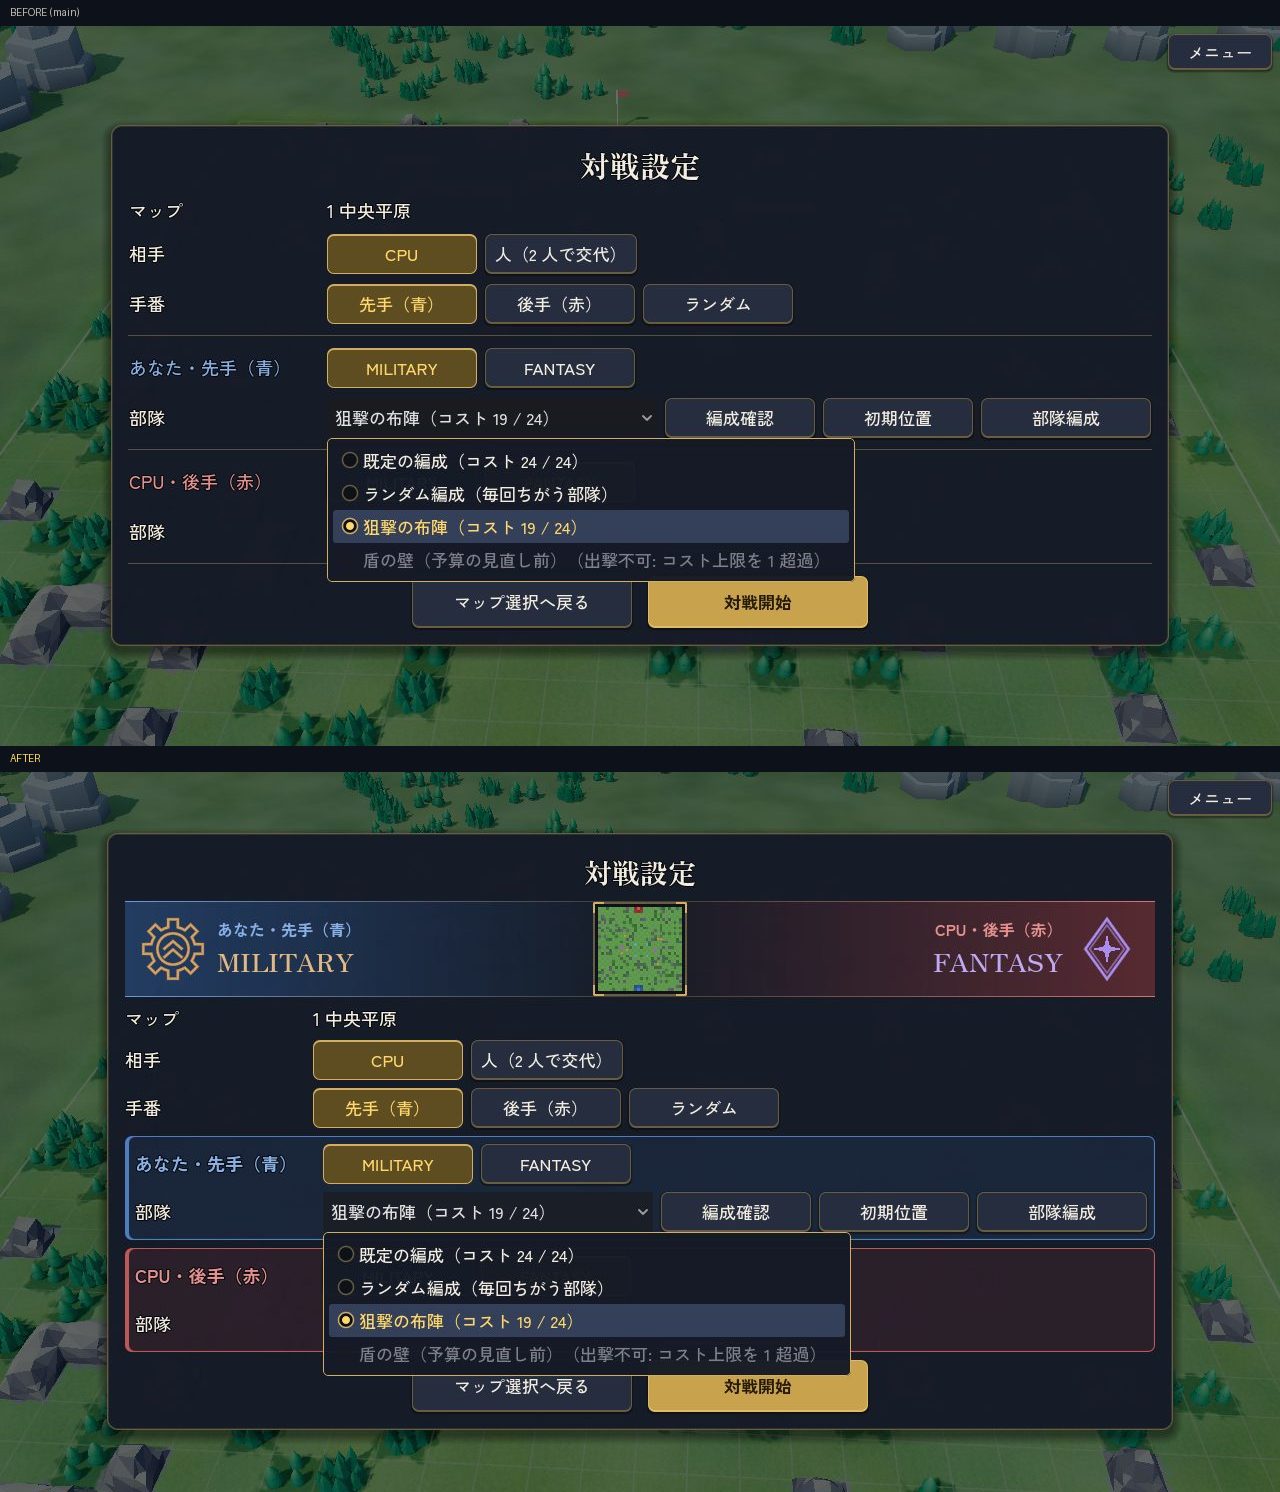 BEFORE (main)
メニュー
対戦設定
マップ 1 中央平原
相手 CPU 人（2 人で交代）
手番 先手（青） 後手（赤） ランダム
あなた・先手（青） MILITARY FANTASY
部隊 狙撃の布陣（コスト 19 / 24） 編成確認 初期位置 部隊編成
既定の編成（コスト 24 / 24）
CPU・後手（赤） ランダム編成（毎回ちがう部隊）
狙撃の布陣（コスト 19 / 24）
部隊
盾の壁（予算の見直し前）（出撃不可: コスト上限を 1 超過）
マップ選択へ戻る 対戦開始
AFTER
メニュー
対戦設定
あなた・先手（青） CPU・後手（赤）
MILITARY FANTASY
マップ 1 中央平原
相手 CPU 人（2 人で交代）
手番 先手（青） 後手（赤） ランダム
あなた・先手（青） MILITARY FANTASY
部隊 狙撃の布陣（コスト 19 / 24） 編成確認 初期位置 部隊編成
既定の編成（コスト 24 / 24）
CPU・後手（赤） ランダム編成（毎回ちがう部隊）
部隊 狙撃の布陣（コスト 19 / 24）
盾の壁（予算の見直し前）（出撃不可: コスト上限を 1 超過）
マップ選択へ戻る 対戦開始